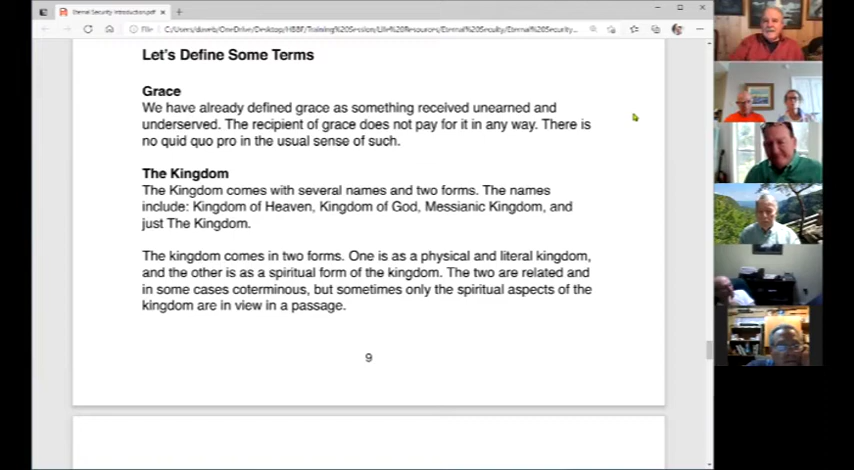 Eternal Security Introduction.pdf
File
Let's Define Some Terms
Grace
We have already defined grace as something received unearned and
underserved. The recipient of grace does not pay for it in any way. There is
no quid quo pro in the usual sense of such.
The Kingdom
The Kingdom comes with several names and two forms. The names
include: Kingdom of Heaven, Kingdom of God, Messianic Kingdom, and
just The Kingdom.
The kingdom comes in two forms. One is as a physical and literal kingdom,
and the other is as a spiritual form of the kingdom. The two are related and
in some cases coterminous, but sometimes only the spiritual aspects of the
kingdom are in view in a passage.
9